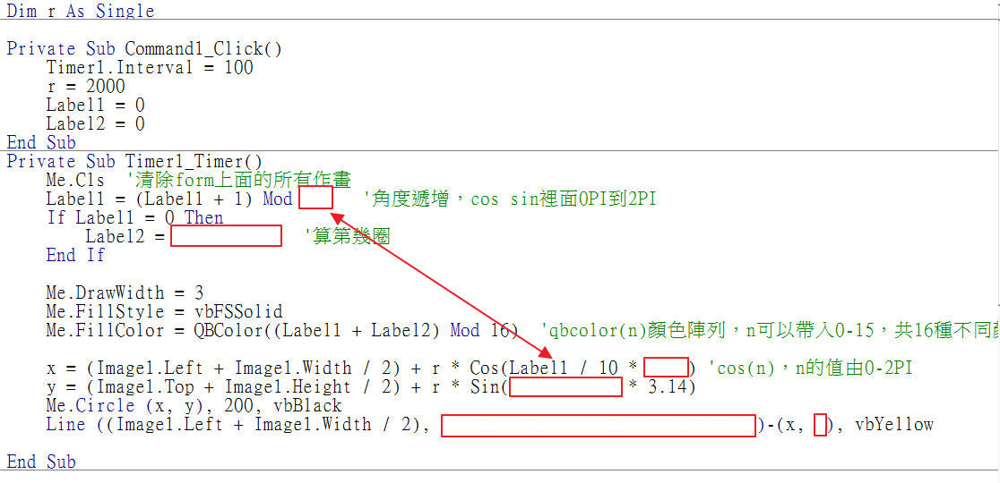 Dim r As Single
Private Sub Command1_Click()
Timer1.Interval = 100
r = 2000
Label1 = 0
Label2 = 0
End Sub
Private Sub Timer1_Timer()
Me.Cls '清除form上面的所有作畫
Label1 = (Label1 + 1) Mod '角度遞增，cos sin裡面0PI到2PI
If Label1 = 0 Then
Label2 = '算第幾圈
End If
Me.DrawWidth = 3
Me.FillStyle = vbFSSolid
Me.FillColor = QBColor((Label1 + Label2) Mod 16) 'qbcolor(n)顏色陣列，n可以帶入0-15，共16種不同
x = (Image1.Left + Image1.Width / 2) + r * Cos(Label1 / 10 * ) 'cos(n)，n的值由0-2PI
y = (Image1.Top + Image1.Height / 2) + r * Sin( * 3.14)
Me.Circle (x, y), 200, vbBlack
Line ((Image1.Left + Image1.Width / 2), )-(x, ), vbYellow
End Sub